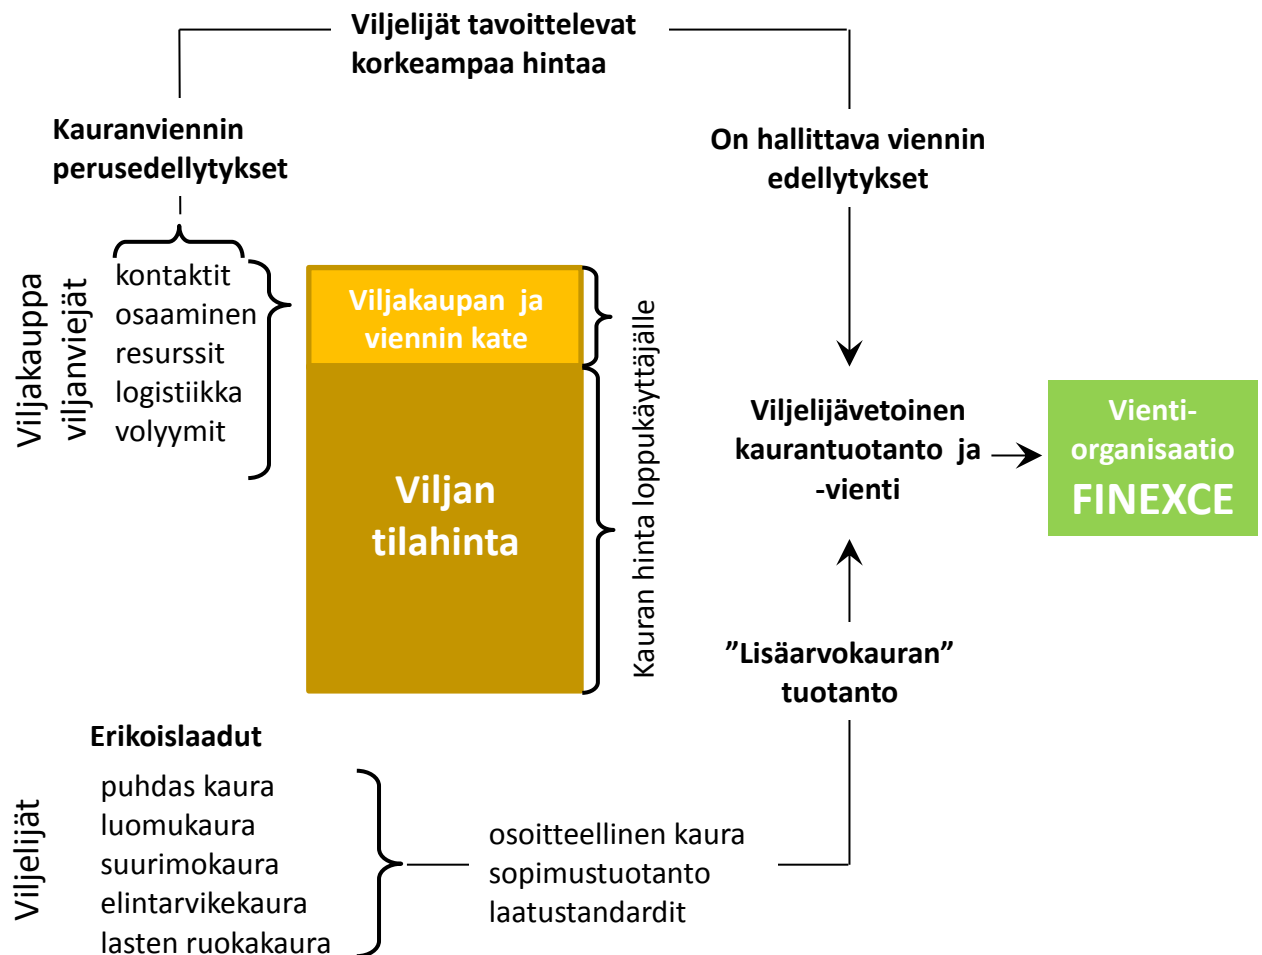 Viljelijät tavoittelevat
korkeampaa hintaa
Kauranviennin
perusedellytykset
On hallittava viennin
edellytykset
Viljakauppa
viljanviejät
kontaktit
osaaminen
resurssit
logistiikka
volyymit
Viljakaupan ja
viennin kate
Viljan
tilahinta
Kauran hinta loppukäyttäjälle
Viljelijävetoinen
kaurantuotanto ja
-vienti
Vienti-
organisaatio
FINEXCE
”Lisäarvokauran”
tuotanto
Viljelijät
Erikoislaadut
puhdas kaura
luomukaura
suurimokaura
elintarvikekaura
lasten ruokakaura
osoitteellinen kaura
sopimustuotanto
laatustandardit